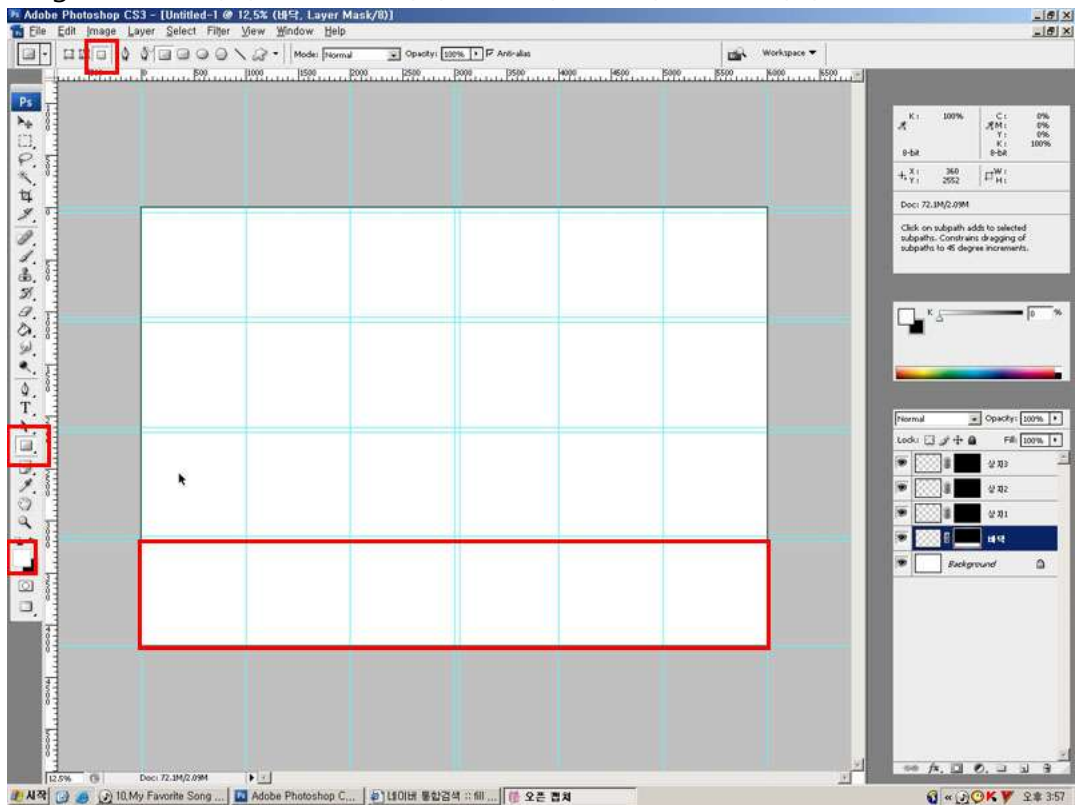 Adobe Photoshop CS3 - [Untitled-1 @ 12,5% (바닥, Layer Mask/8)]
File Edit Image Layer Select Filter View Window Help
Mode: Normal Opacity: 100% Anti-alias Workspace
0 500 1000 1500 2000 2500 3000 3500 4000 4500 5000 5500 6000 6500
Ps
K: 100% C: 0%
M: 0%
Y: 0%
K: 100%
8-bit 8-bit
X: 360 W:
Y: 2552 H:
Doc: 72.1M/2.09M
Click on subpath adds to selected
subpaths. Constrains dragging of
subpaths to 45 degree increments.
K 0 %
Normal Opacity: 100%
Lock: Fill: 100%
상자3
상자2
상자1
바닥
Background
12.5% Doc: 72.1M/2.09M
시작 10.My Favorite Song ... Adobe Photoshop C... 네이버 통합검색 :: fill ... 오픈 캡쳐 오후 3:57